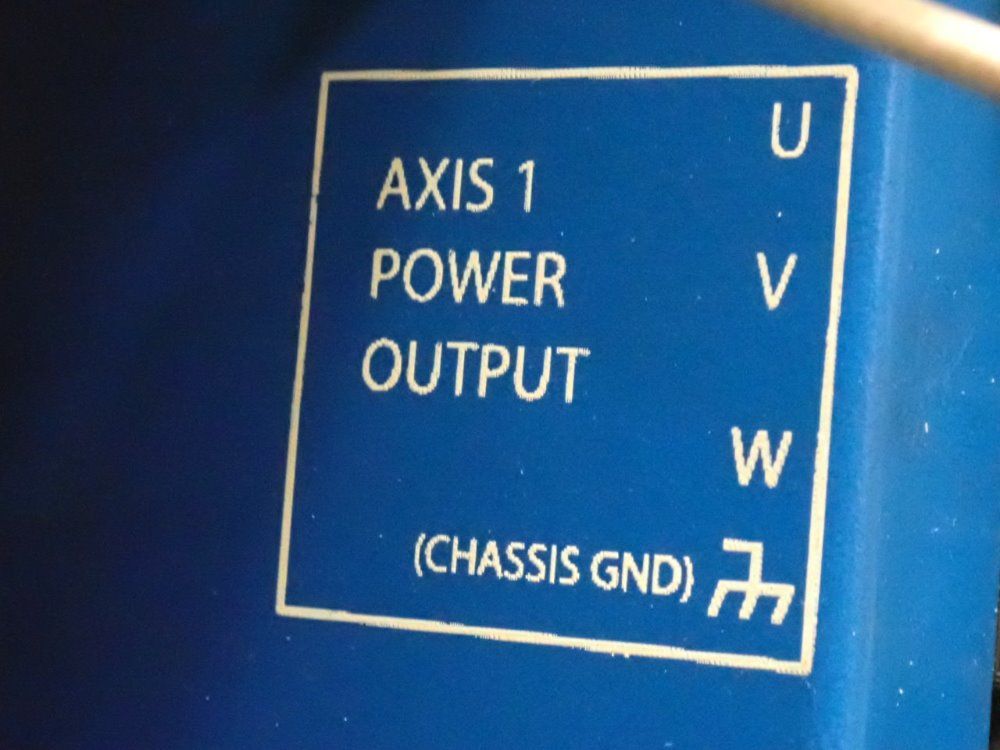 U
AXIS 1
POWER V
OUTPUT
W
(CHASSIS GND)